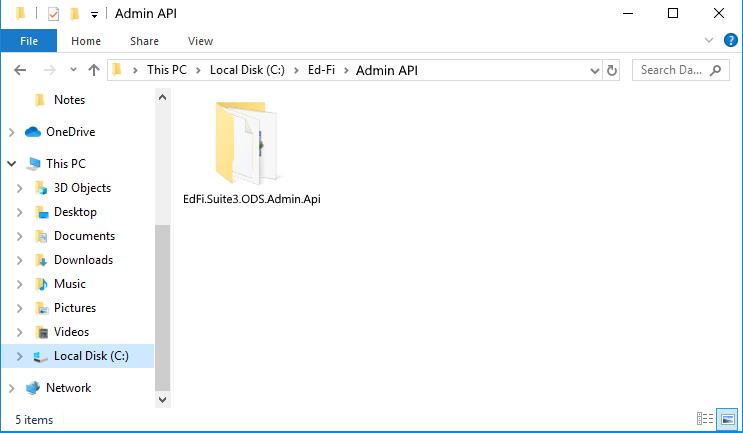 Admin API
File Home Share View
This PC Local Disk (C:) Ed-Fi Admin API
Search Da...
Notes
OneDrive
This PC
3D Objects
Desktop
Documents
Downloads
Music
Pictures
Videos
Local Disk (C:)
Network
EdFi.Suite3.ODS.Admin.Api
5 items